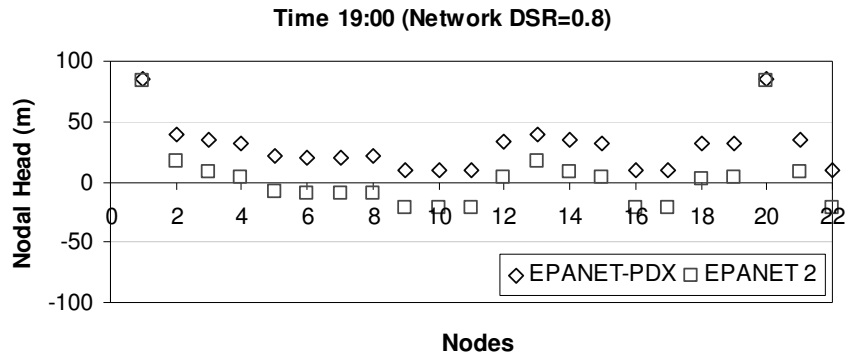 Time 19:00 (Network DSR=0.8)
Nodal Head (m)
100
50
0
-50
-100
0 2 4 6 8 10 12 14 16 18 20 22
EPANET-PDX EPANET 2
Nodes